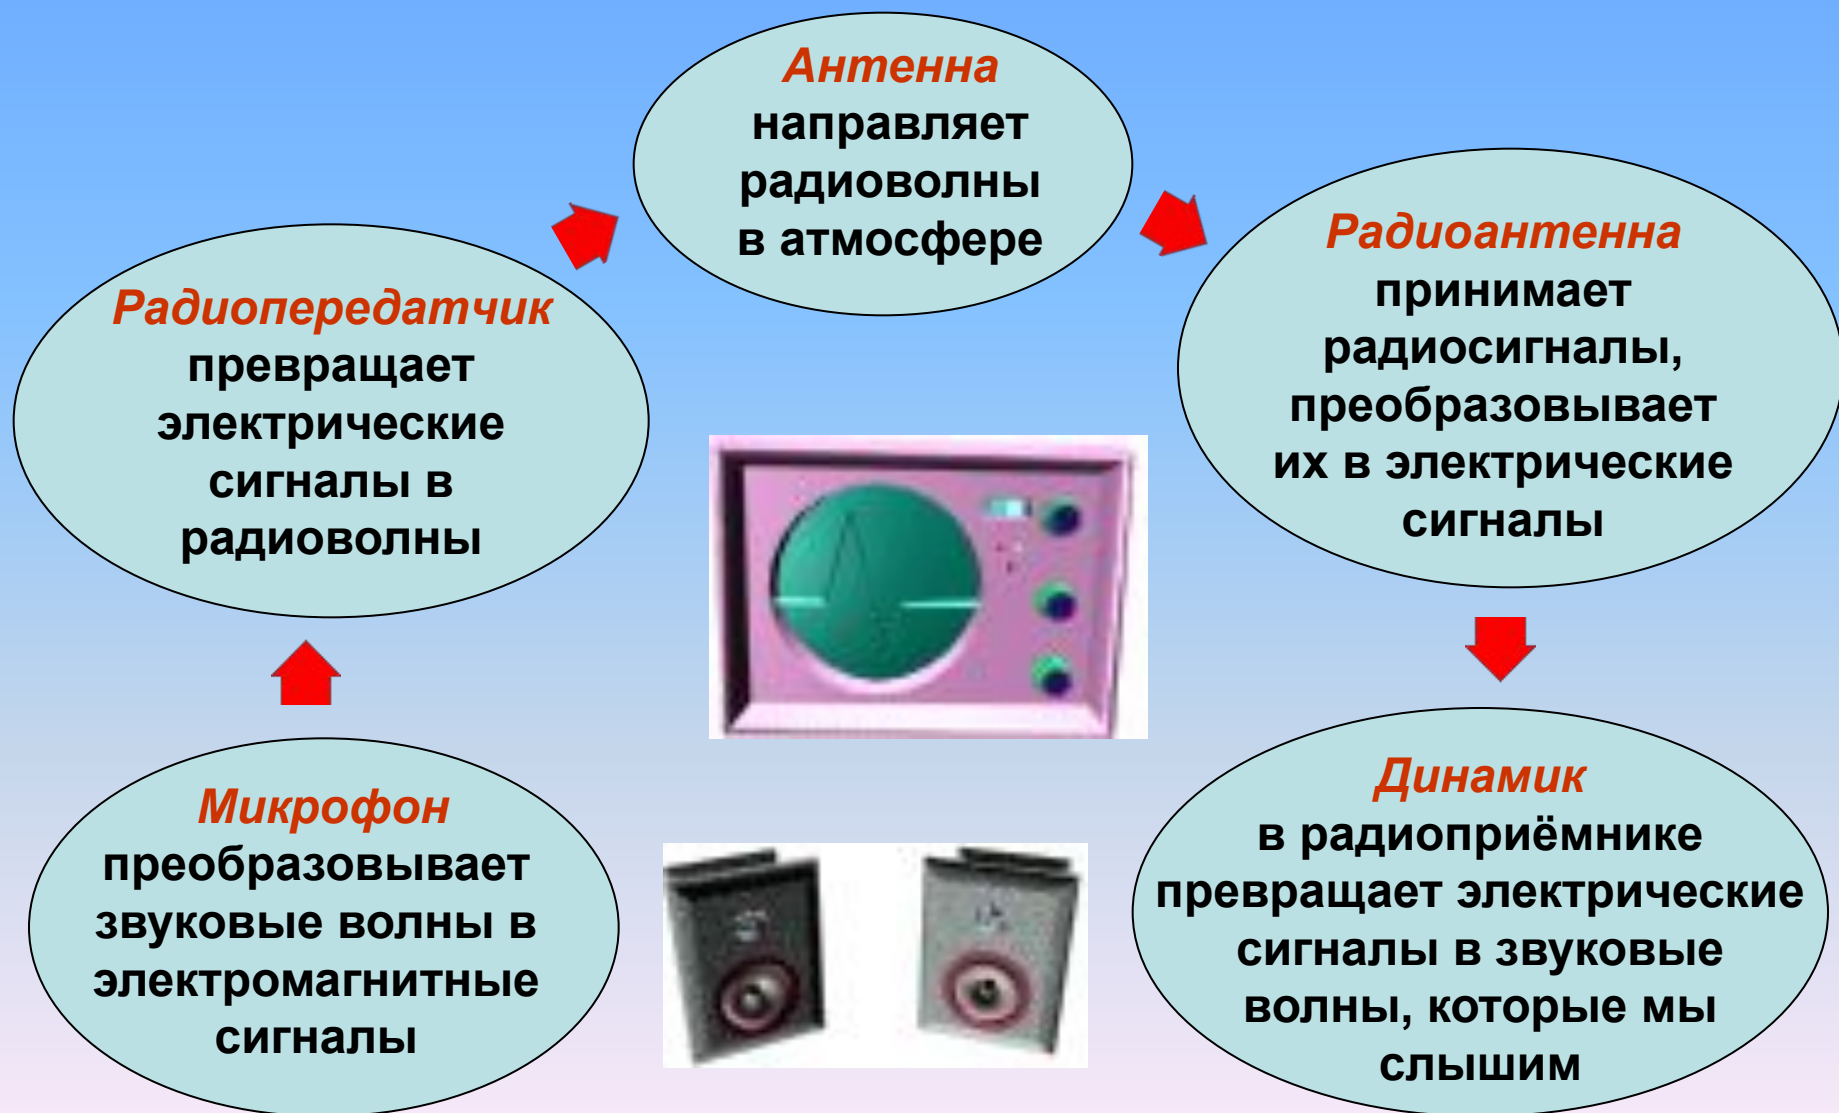 Микрофон
преобразовывает
звуковые волны в
электромагнитные
сигналы
Радиопередатчик
превращает
электрические
сигналы в
радиоволны
Антенна
направляет
радиоволны
в атмосфере
Радиоантенна
принимает
радиосигналы,
преобразовывает
их в электрические
сигналы
Динамик
в радиоприёмнике
превращает электрические
сигналы в звуковые
волны, которые мы
слышим